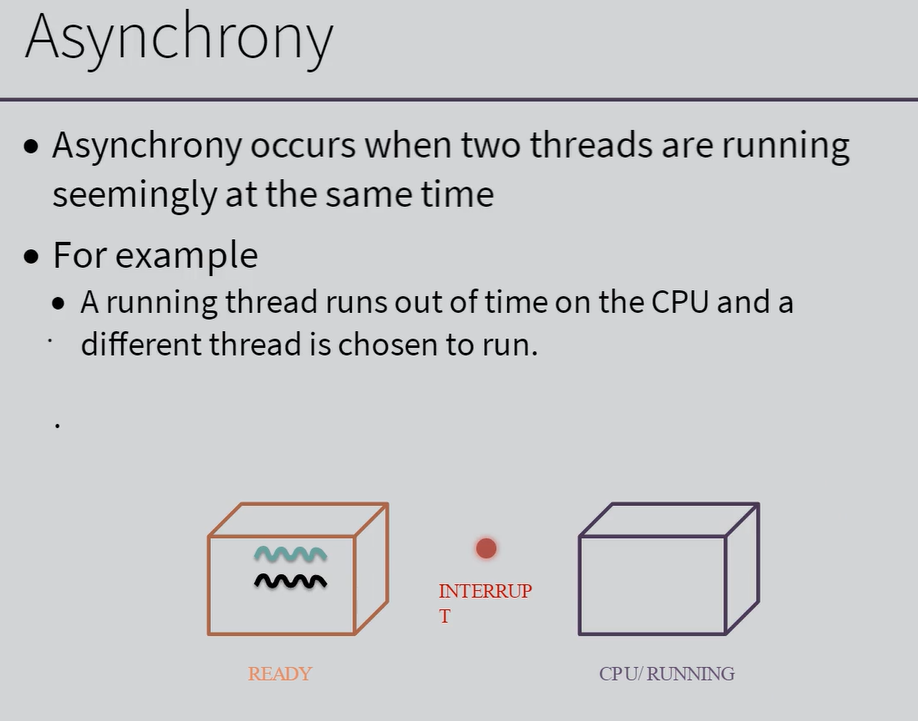 Asynchrony
• Asynchrony occurs when two threads are running
seemingly at the same time
• For example
• A running thread runs out of time on the CPU and a
different thread is chosen to run.
INTERRUP
T
READY
CPU/ RUNNING